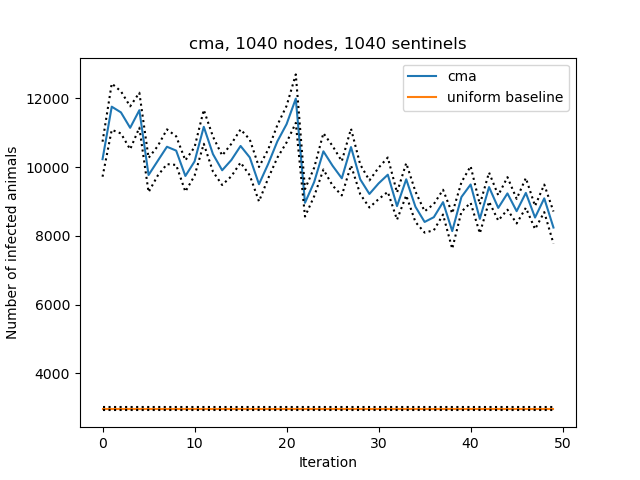 cma, 1040 nodes, 1040 sentinels
cma
uniform baseline
Number of infected animals
12000
10000
8000
6000
4000
0 10 20 30 40 50
Iteration